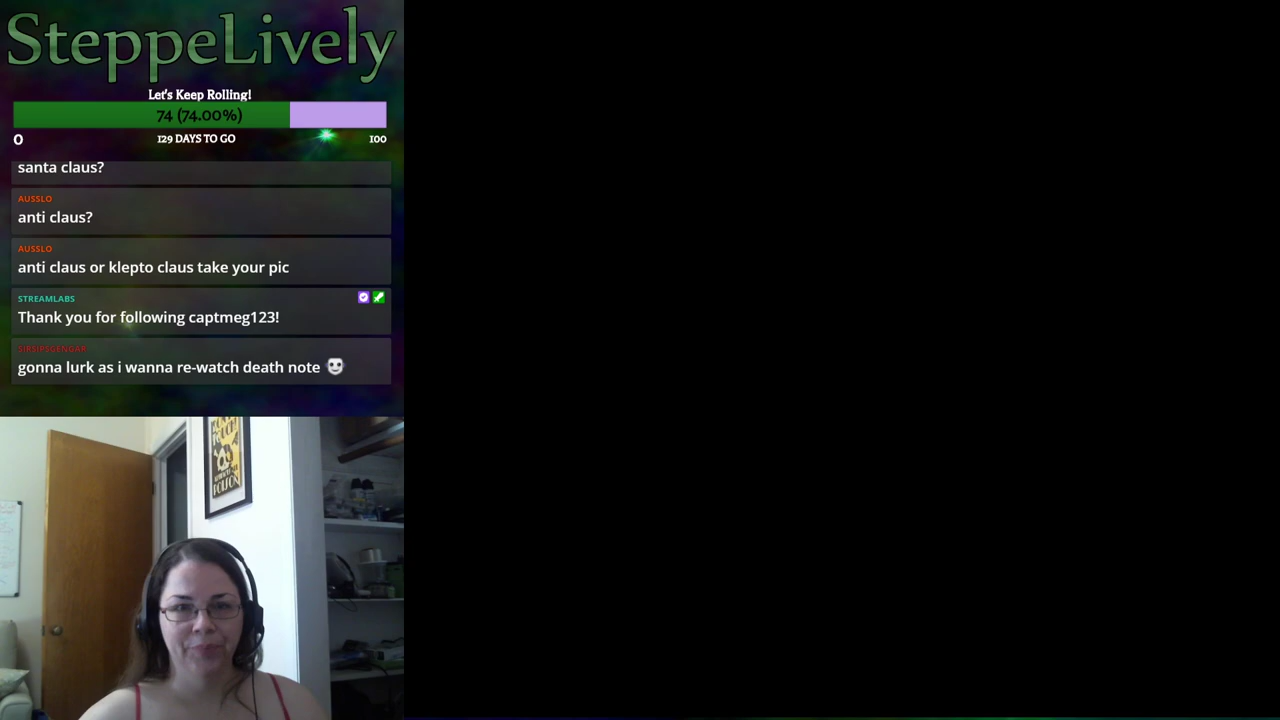 SteppeLively
Let's Keep Rolling!
74 (74.00%)
0 129 DAYS TO GO 100
santa claus?
AUSSLO
anti claus?
AUSSLO
anti claus or klepto claus take your pic
STREAMLABS
Thank you for following captmeg123!
SIRSIPSGENGAR
gonna lurk as i wanna re-watch death note
POISON